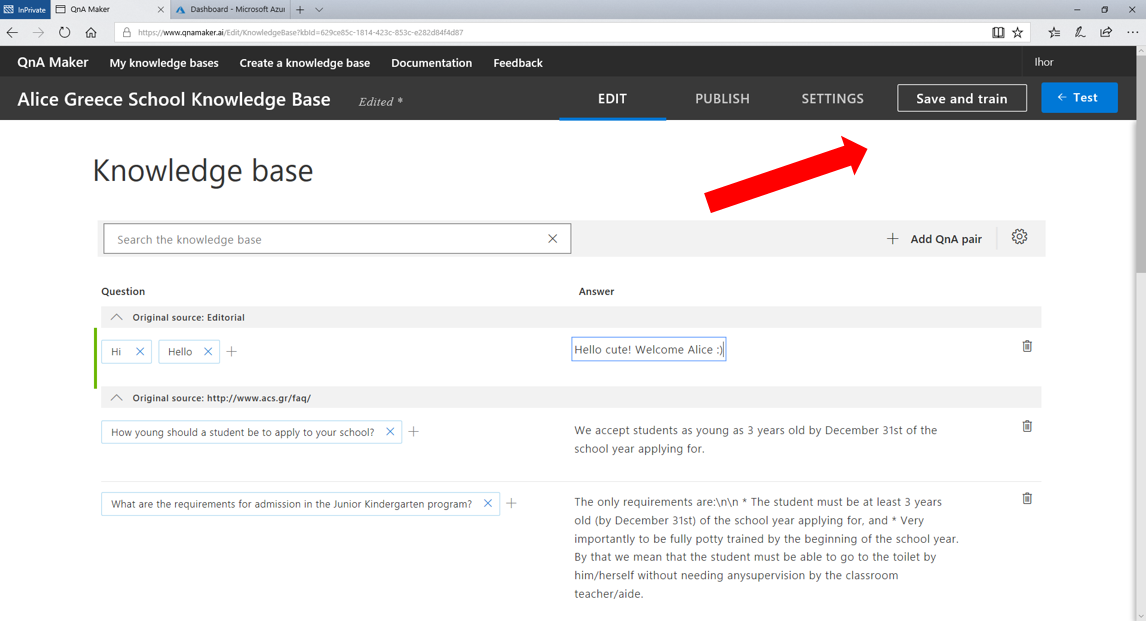 InPrivate QnA Maker Dashboard - Microsoft Azur
https://www.qnamaker.ai/Edit/KnowledgeBase?kbId=629ce85c-1814-423c-853c-e282d84f4d87
QnA Maker My knowledge bases Create a knowledge base Documentation Feedback Ihor
Alice Greece School Knowledge Base Edited * EDIT PUBLISH SETTINGS Save and train Test
Knowledge base
Search the knowledge base
Add QnA pair
Question Answer
Original source: Editorial
Hi Hello Hello cute! Welcome Alice :)
Original source: http://www.acs.gr/faq/
How young should a student be to apply to your school?
We accept students as young as 3 years old by December 31st of the
school year applying for.
What are the requirements for admission in the Junior Kindergarten program?
The only requirements are:\n\n * The student must be at least 3 years
old (by December 31st) of the school year applying for, and * Very
importantly to be fully potty trained by the beginning of the school year.
By that we mean that the student must be able to go to the toilet by
him/herself without needing anysupervision by the classroom
teacher/aide.